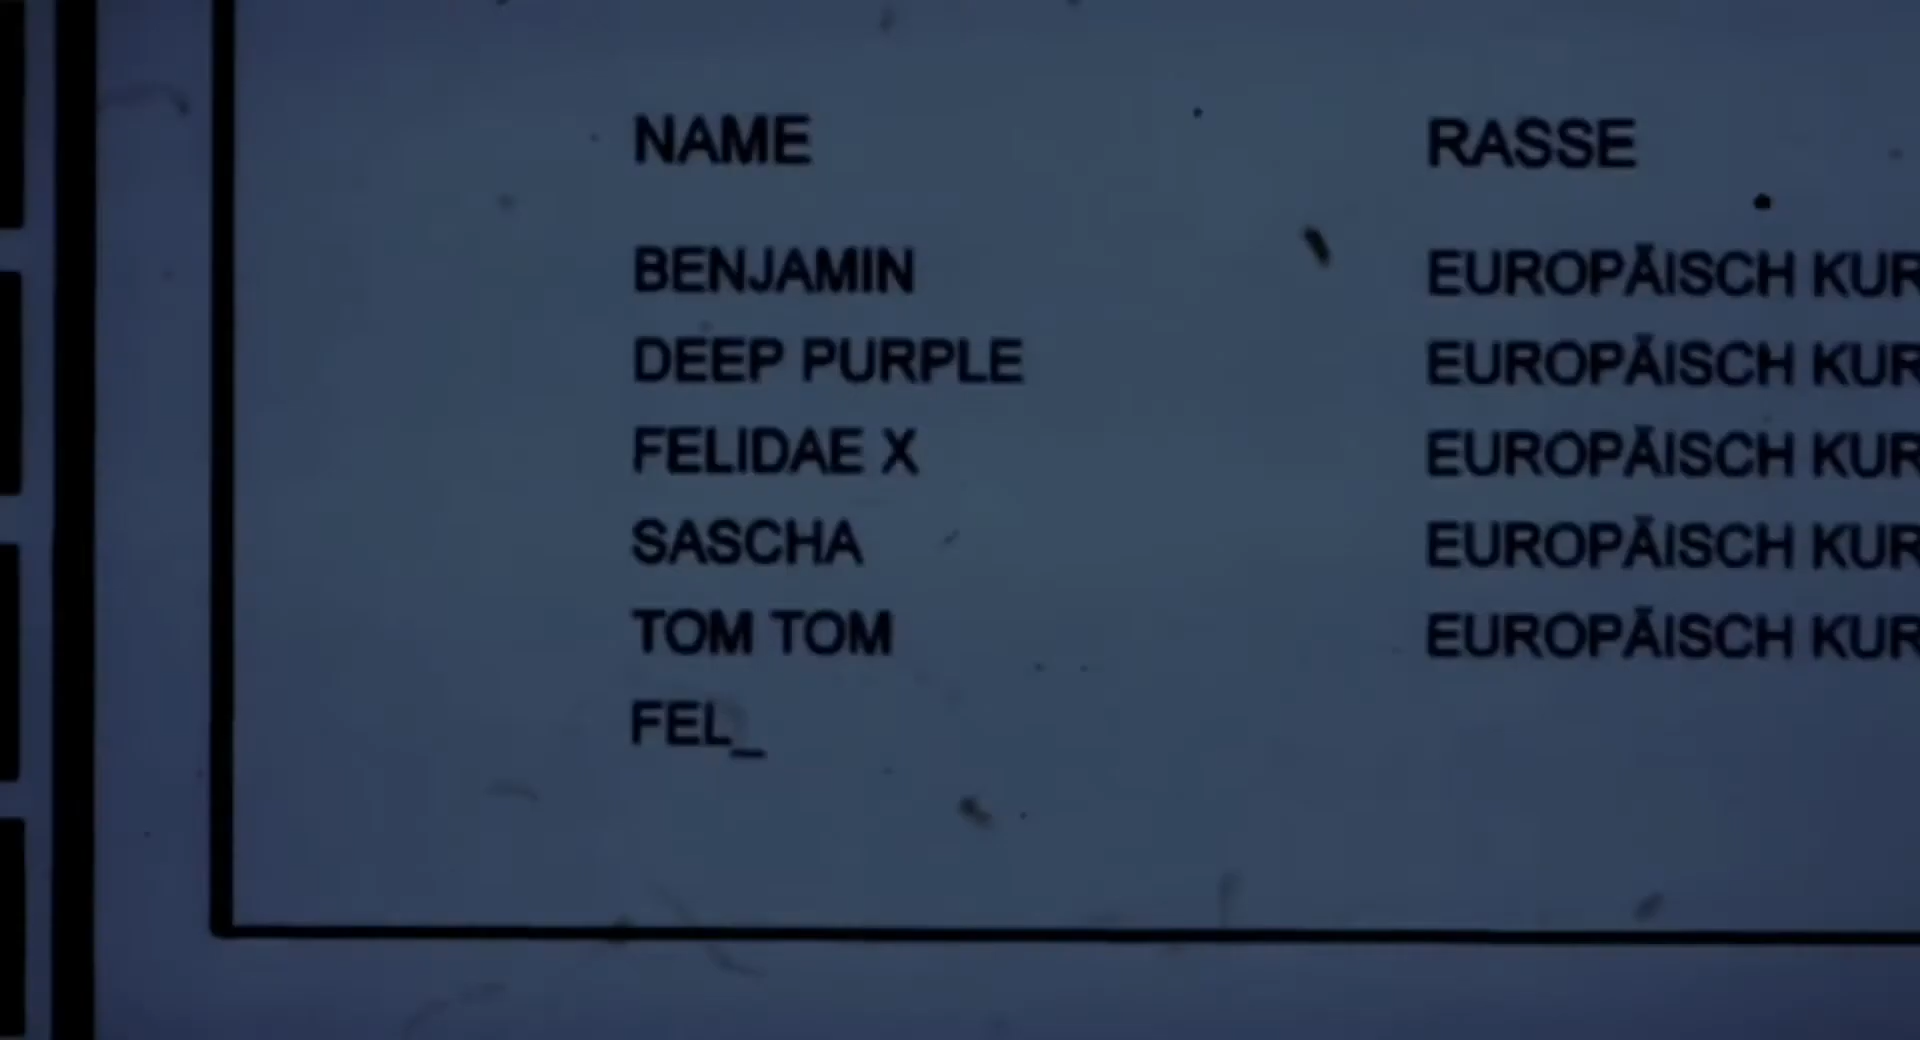 NAME RASSE
BENJAMIN EUROPÄISCH KUR
DEEP PURPLE EUROPÄISCH KUR
FELIDAE X EUROPÄISCH KUR
SASCHA EUROPÄISCH KUR
TOM TOM EUROPÄISCH KUR
FEL_